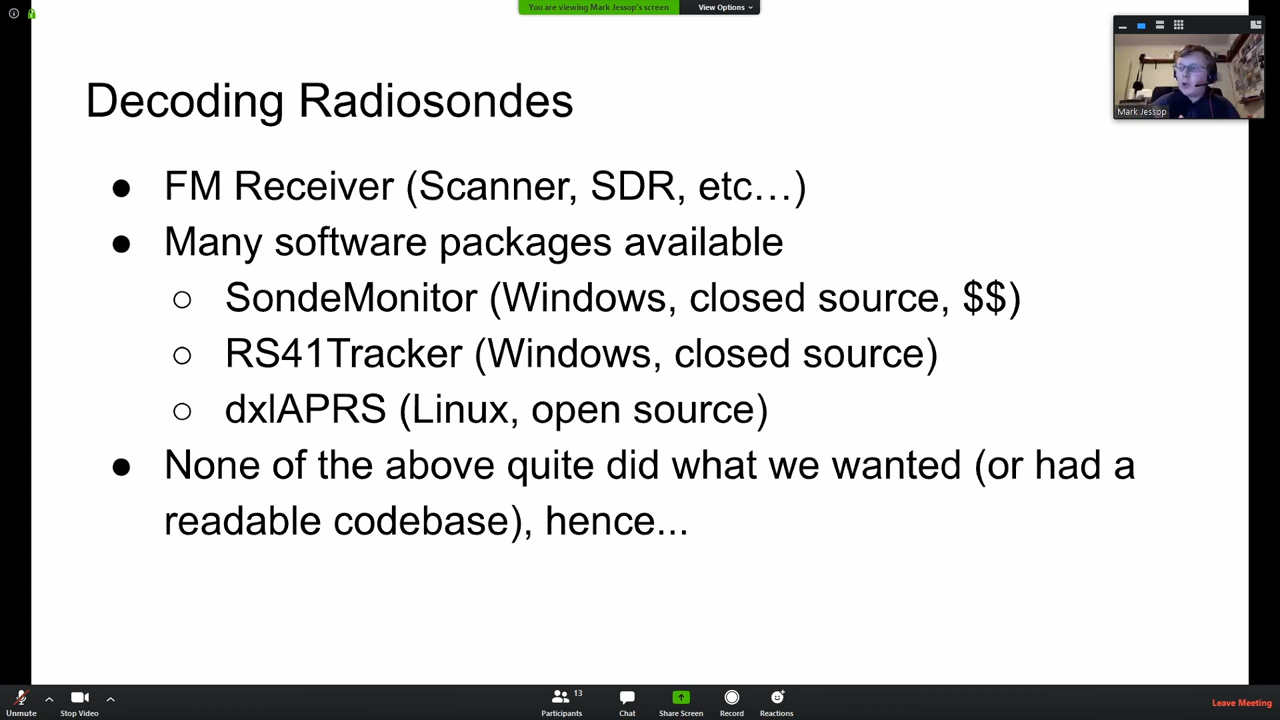 You are viewing Mark Jessop's screen
View Options
Decoding Radiosondes
● FM Receiver (Scanner, SDR, etc…)
● Many software packages available
○ SondeMonitor (Windows, closed source, $$)
○ RS41Tracker (Windows, closed source)
○ dxlAPRS (Linux, open source)
● None of the above quite did what we wanted (or had a
readable codebase), hence...
Mark Jessop
Unmute
Stop Video
13
Participants
Chat
Share Screen
Record
Reactions
Leave Meeting